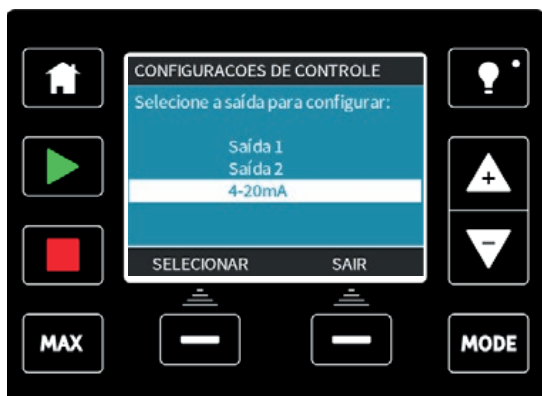 CONFIGURACOES DE CONTROLE
Selecione a saída para configurar:
Saída 1
Saída 2
4-20mA
SELECIONAR SAIR
MAX
MODE